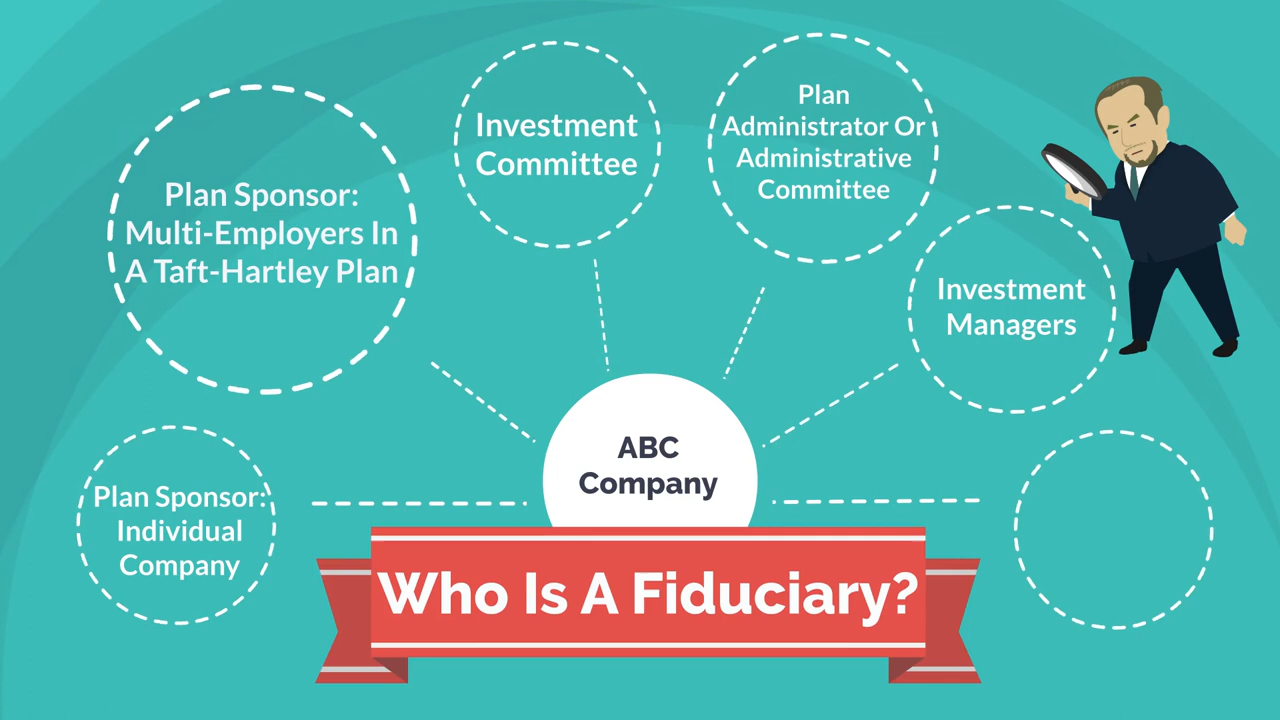 Plan Sponsor:
Multi-Employers In
A Taft-Hartley Plan
Investment
Committee
Plan
Administrator Or
Administrative
Committee
Investment
Managers
Plan Sponsor:
Individual
Company
ABC
Company
Who Is A Fiduciary?